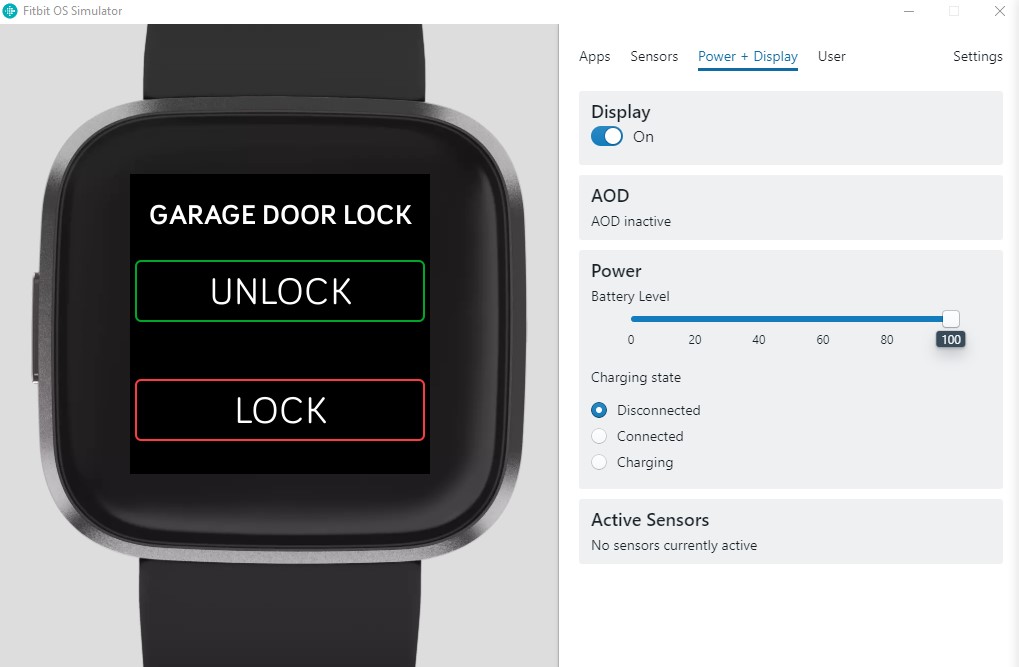 Fitbit OS Simulator
GARAGE DOOR LOCK
UNLOCK
LOCK
Apps Sensors Power + Display User Settings
Display
On
AOD
AOD inactive
Power
Battery Level
0 20 40 60 80 100
Charging state
Disconnected
Connected
Charging
Active Sensors
No sensors currently active